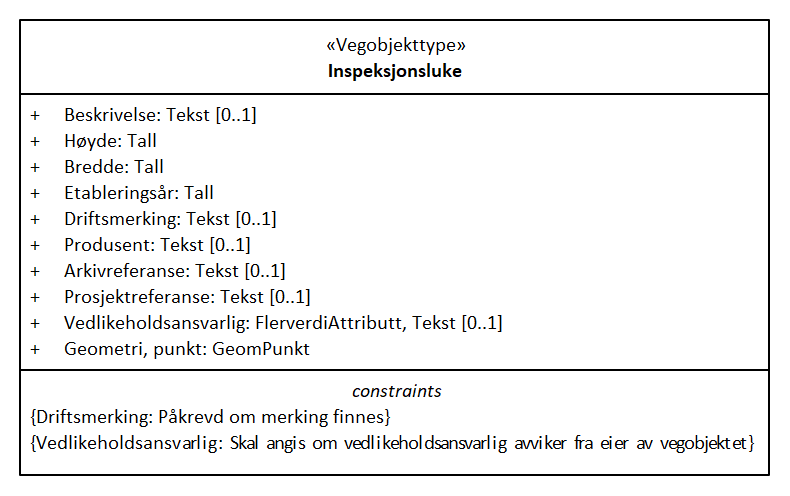 «Vegobjekttype»
Inspeksjonsluke
+ Beskrivelse: Tekst [0..1]
+ Høyde: Tall
+ Bredde: Tall
+ Etableringsår: Tall
+ Driftsmerking: Tekst [0..1]
+ Produsent: Tekst [0..1]
+ Arkivreferanse: Tekst [0..1]
+ Prosjektreferanse: Tekst [0..1]
+ Vedlikeholdsansvarlig: FlerverdiAttributt, Tekst [0..1]
+ Geometri, punkt: GeomPunkt
constraints
{Driftsmerking: Påkrevd om merking finnes}
{Vedlikeholdsansvarlig: Skal angis om vedlikeholdsansvarlig avviker fra eier av vegobjektet}